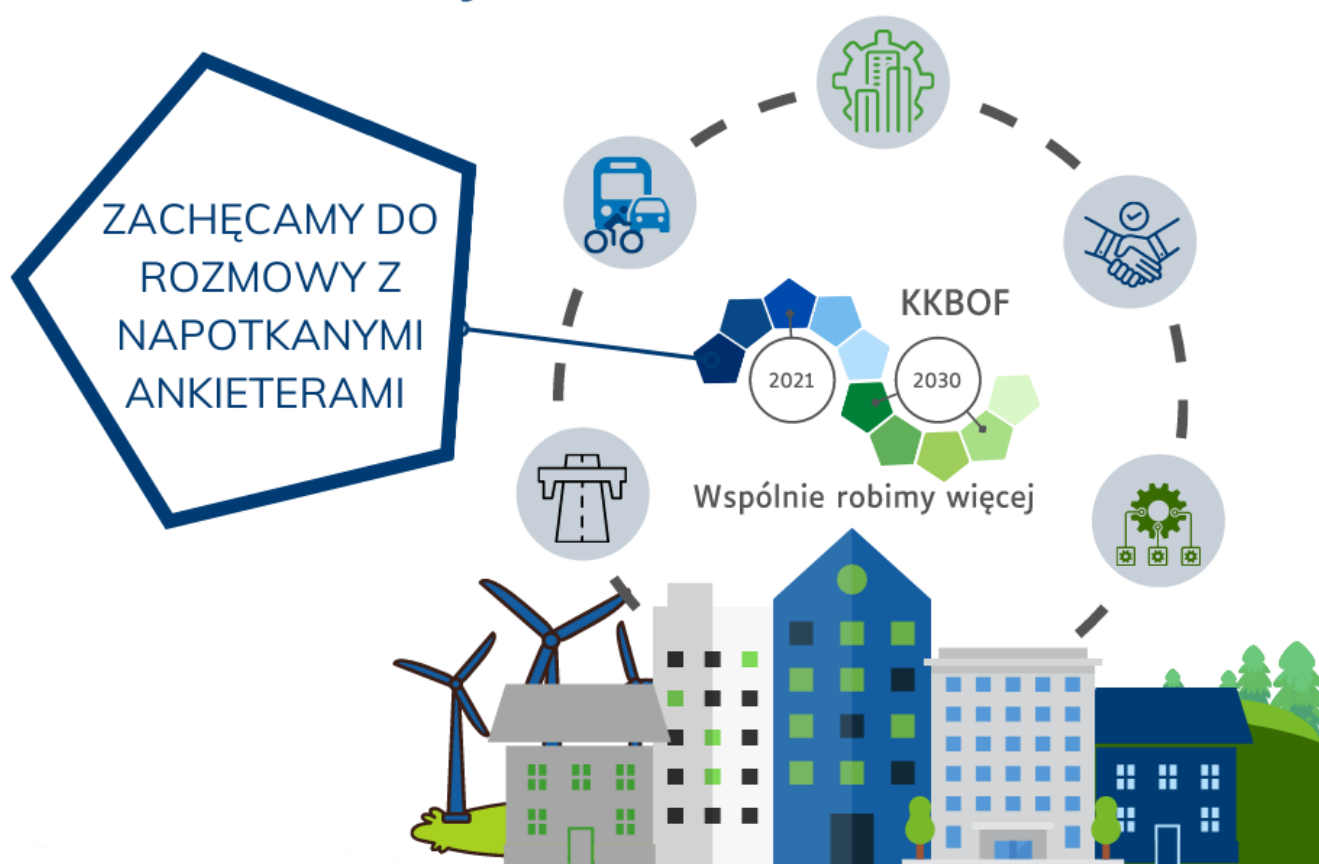 ZACHĘCAMY DO
ROZMOWY Z
NAPOTKANYMI
ANKIETERAMI
KKBOF
2021
2030
Wspólnie robimy więcej